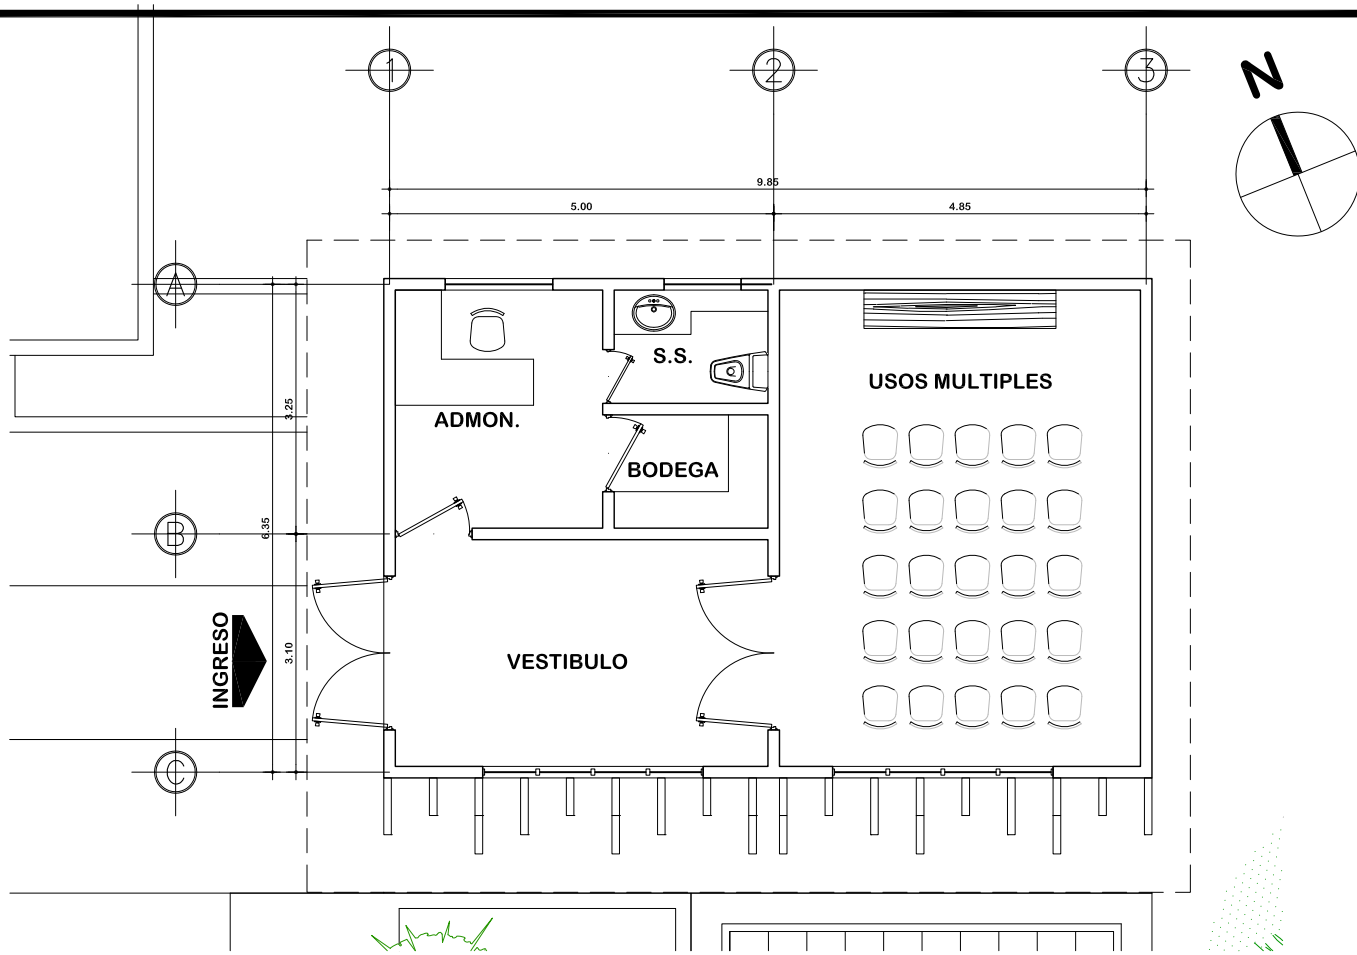 1
2
3
N
9.85
5.00
4.85
A
S.S.
USOS MULTIPLES
3.25
ADMON.
BODEGA
6.35
B
INGRESO
3.10
VESTIBULO
C